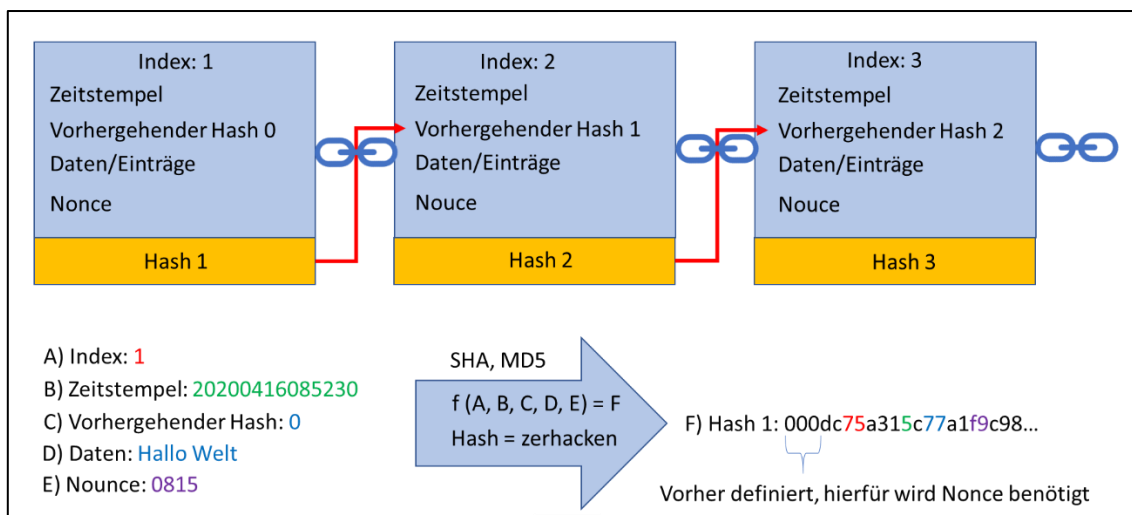 Index: 1
Zeitstempel
Vorhergehender Hash 0
Daten/Einträge
Nonce
Hash 1
Index: 2
Zeitstempel
Vorhergehender Hash 1
Daten/Einträge
Nouce
Hash 2
Index: 3
Zeitstempel
Vorhergehender Hash 2
Daten/Einträge
Nouce
Hash 3
A) Index: 1
B) Zeitstempel: 20200416085230
C) Vorhergehender Hash: 0
D) Daten: Hallo Welt
E) Nounce: 0815
SHA, MD5
f (A, B, C, D, E) = F
Hash = zerhacken
F) Hash 1: 000dc75a315c77a1f9c98...
Vorher definiert, hierfür wird Nonce benötigt